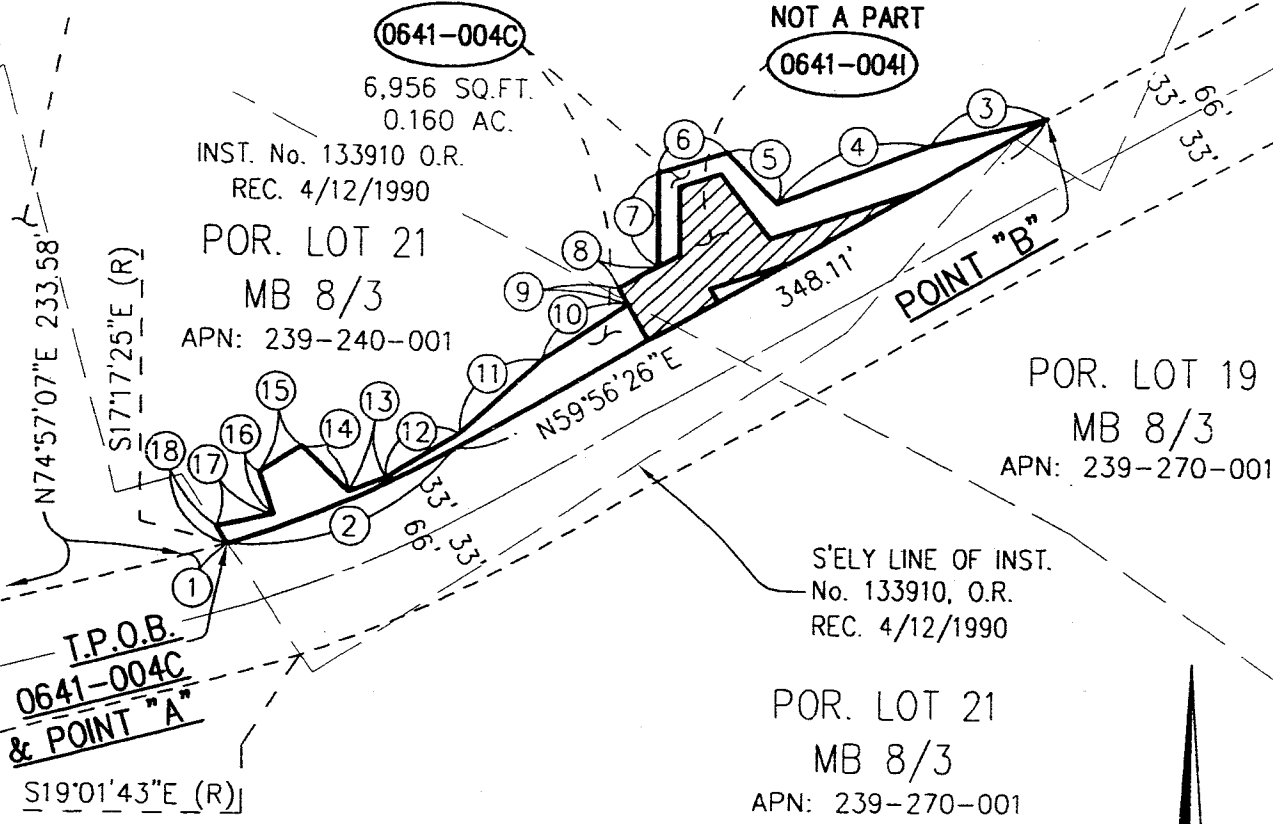 0641-004C
6,956 SQ.FT.
0.160 AC.
INST. No. 133910 O.R.
REC. 4/12/1990
POR. LOT 21
MB 8/3
APN: 239-240-001
NOT A PART
0641-004I
3
4
5
6
7
8
9
10
11
12
13
14
15
16
17
18
1
2
33'
66'
33'
N74°57'07"E 233.58'
S17°17'25"E (R)
348.11'
N59°56'26"E
POINT "B"
33'
66'
33'
POR. LOT 19
MB 8/3
APN: 239-270-001
S'ELY LINE OF INST.
No. 133910, O.R.
REC. 4/12/1990
T.P.O.B.
0641-004C
& POINT "A"
S19°01'43"E (R)
POR. LOT 21
MB 8/3
APN: 239-270-001